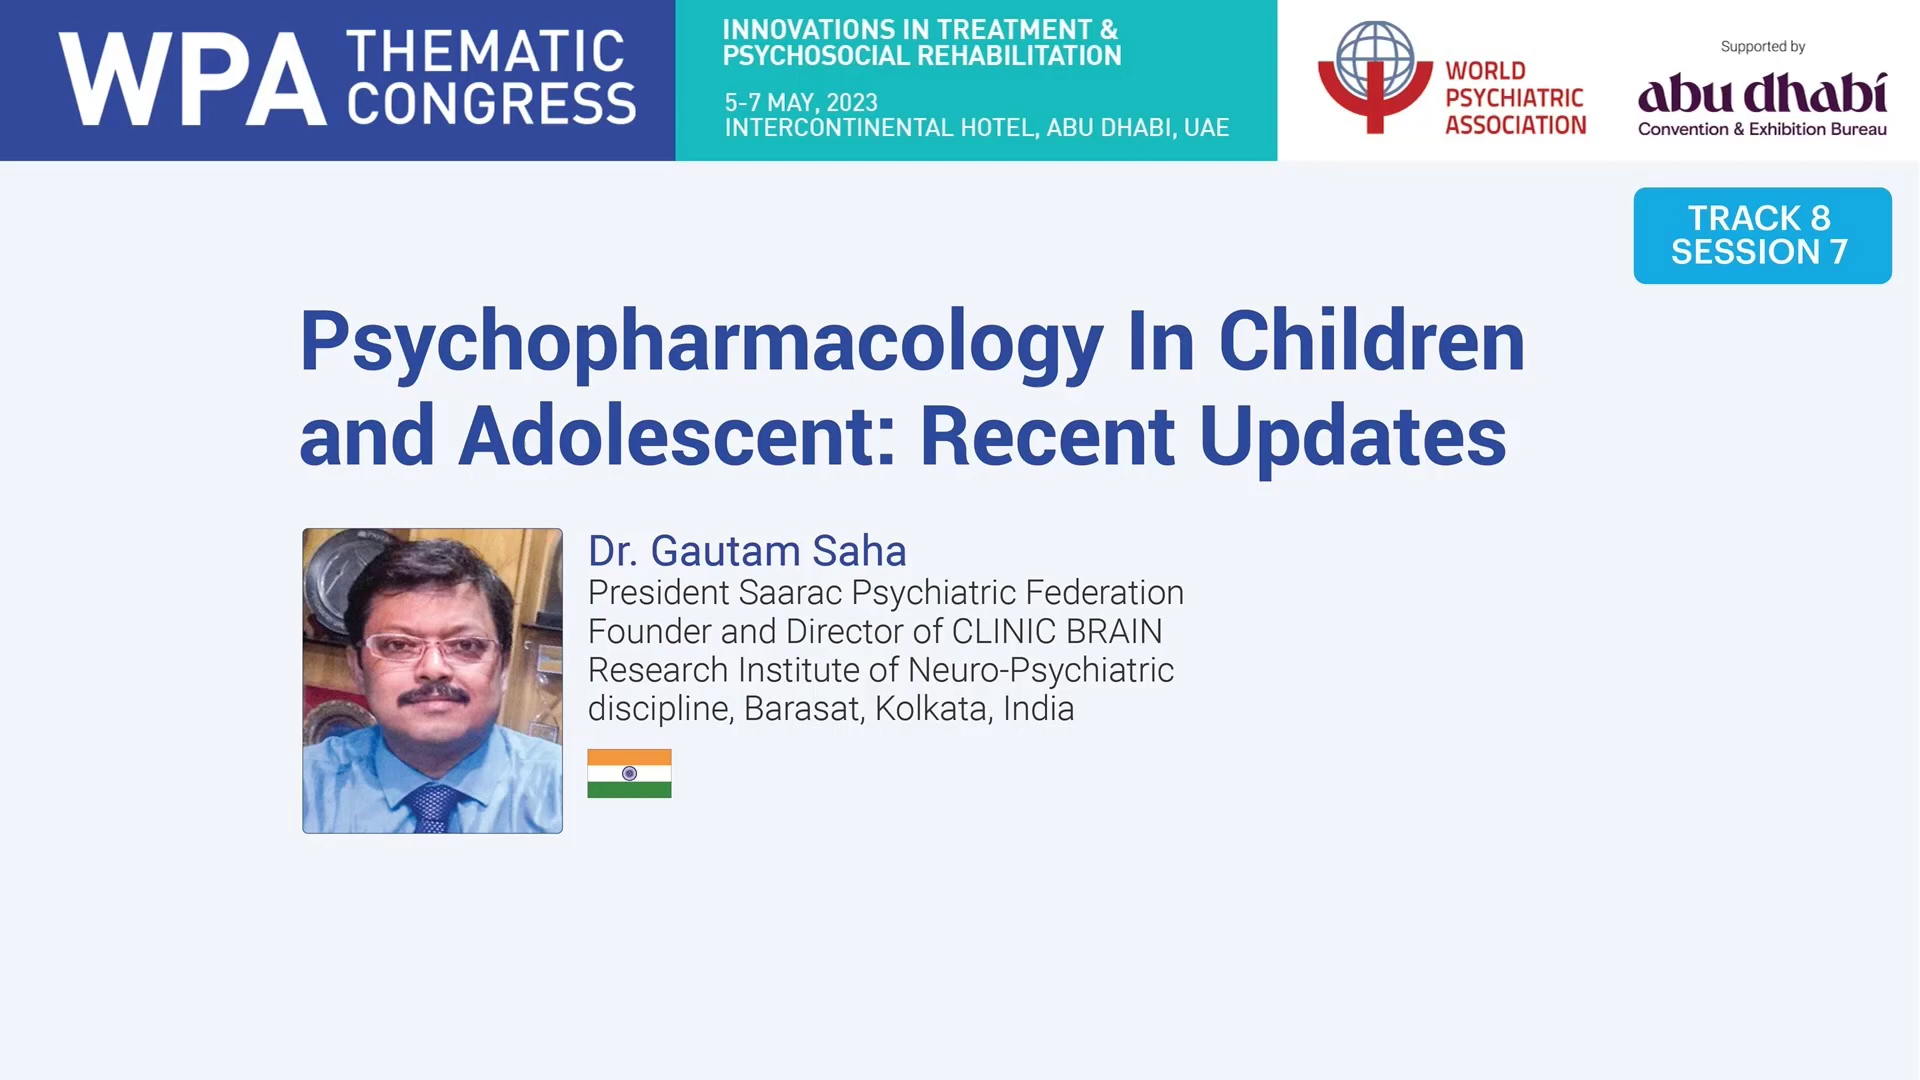 WPA THEMATIC
CONGRESS
INNOVATIONS IN TREATMENT &
PSYCHOSOCIAL REHABILITATION
5-7 MAY, 2023
INTERCONTINENTAL HOTEL, ABU DHABI, UAE
WORLD
PSYCHIATRIC
ASSOCIATION
Supported by
abu dhabi
Convention & Exhibition Bureau
TRACK 8
SESSION 7
Psychopharmacology In Children
and Adolescent: Recent Updates
Dr. Gautam Saha
President Saarac Psychiatric Federation
Founder and Director of CLINIC BRAIN
Research Institute of Neuro-Psychiatric
discipline, Barasat, Kolkata, India